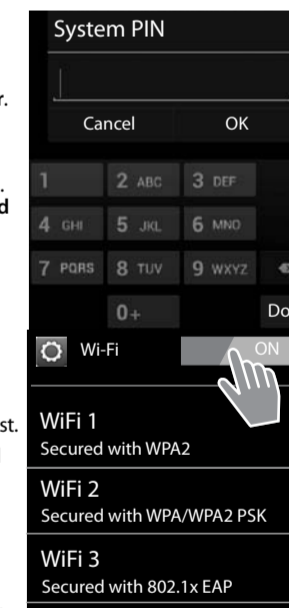 System PIN
Cancel OK
1 2 ABC 3 DEF
4 GHI 5 JKL 6 MNO
7 PQRS 8 TUV 9 WXYZ
0+ Do
Wi-Fi ON
st.
WiFi 1
Secured with WPA2
WiFi 2
Secured with WPA/WPA2 PSK
WiFi 3
Secured with 802.1x EAP